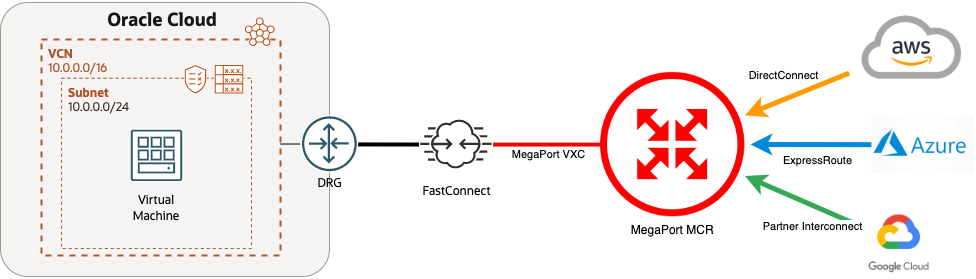 Oracle Cloud
VCN
10.0.0.0/16
Subnet
10.0.0.0/24
x.x.x.
x.x.x.
x.x.x.
Virtual
Machine
DRG
FastConnect
MegaPort VXC
MegaPort MCR
DirectConnect
aws
ExpressRoute
Azure
Partner Interconnect
Google Cloud